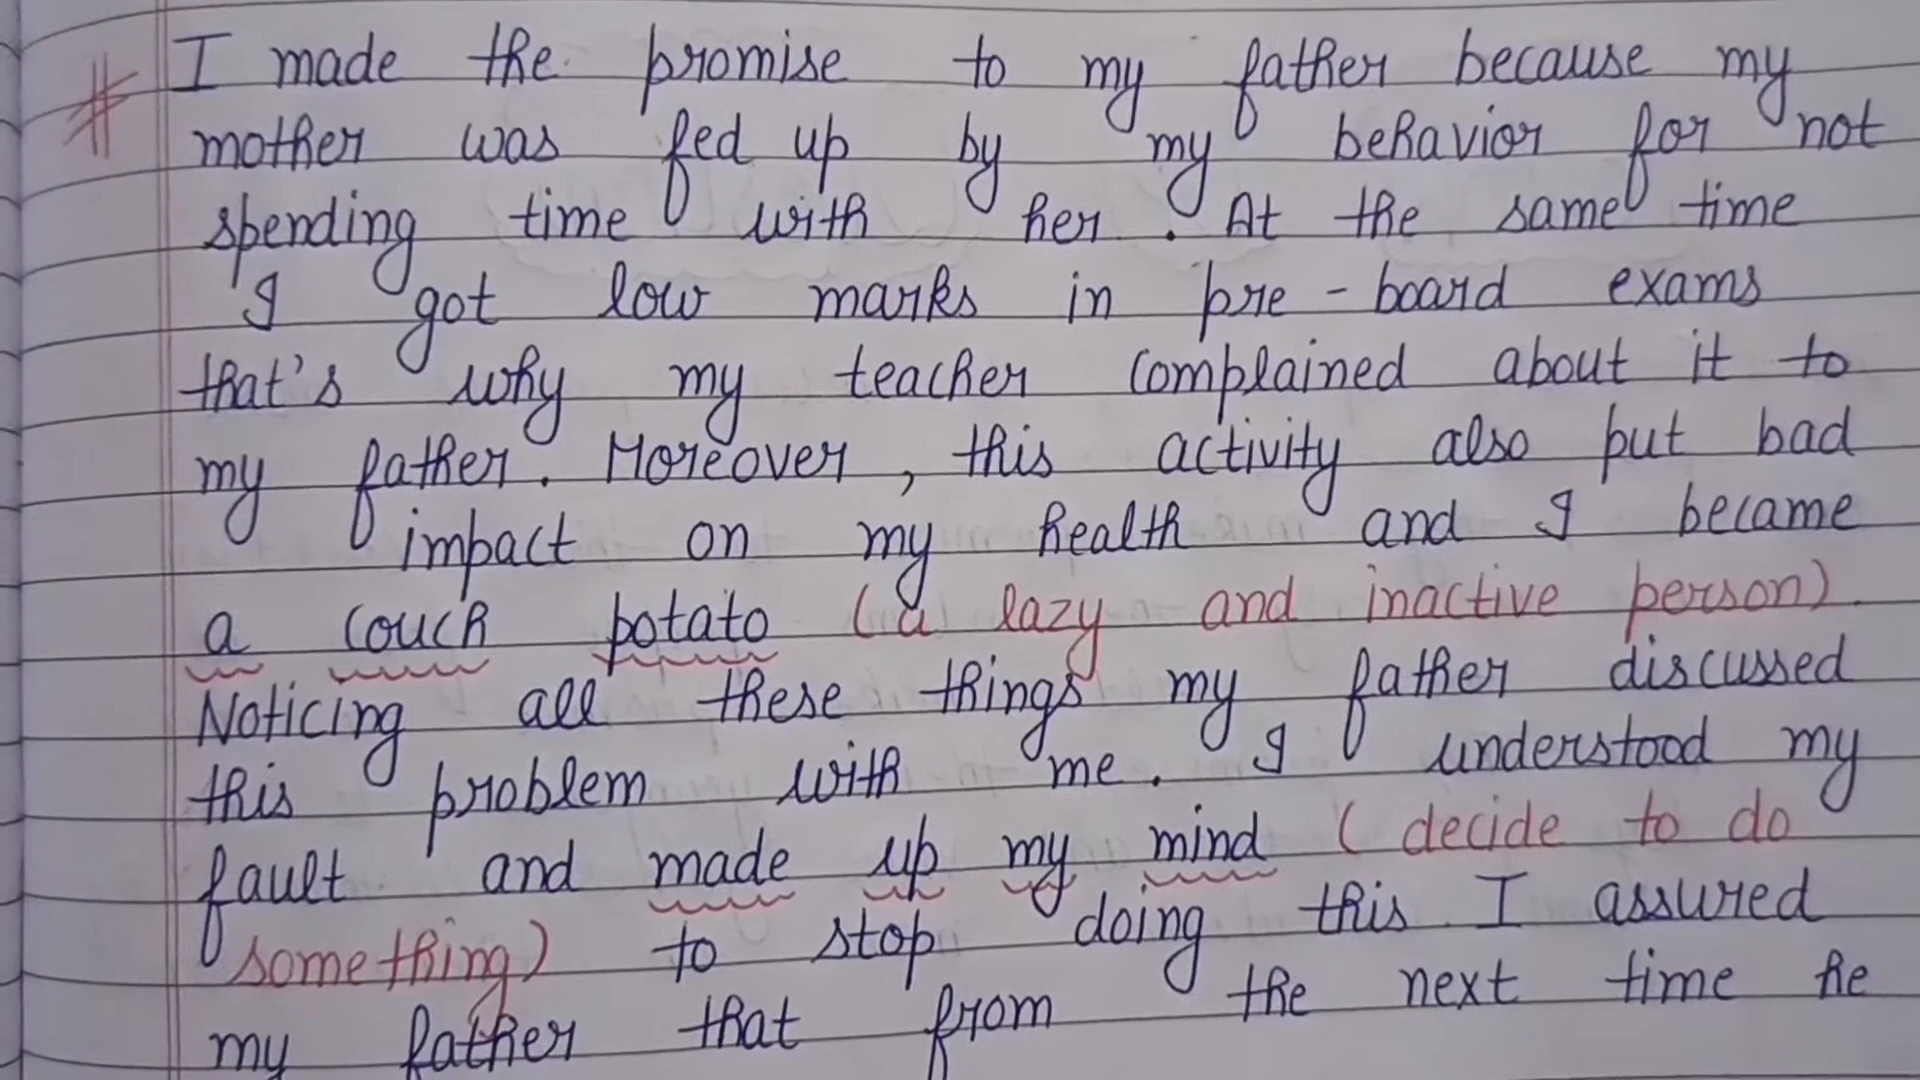 # I made the promise to my father because my
mother was fed up by my behavior for not
spending time with her. At the same time
I got low marks in pre-board exams
that's why my teacher complained about it to
my father. Moreover, this activity also put bad
impact on my health and I became
a couch potato (a lazy and inactive person)
Noticing all these things my father discussed
this problem with me. I understood my
fault and made up my mind (decide to do
something) to stop doing this. I assured
my father that from the next time he